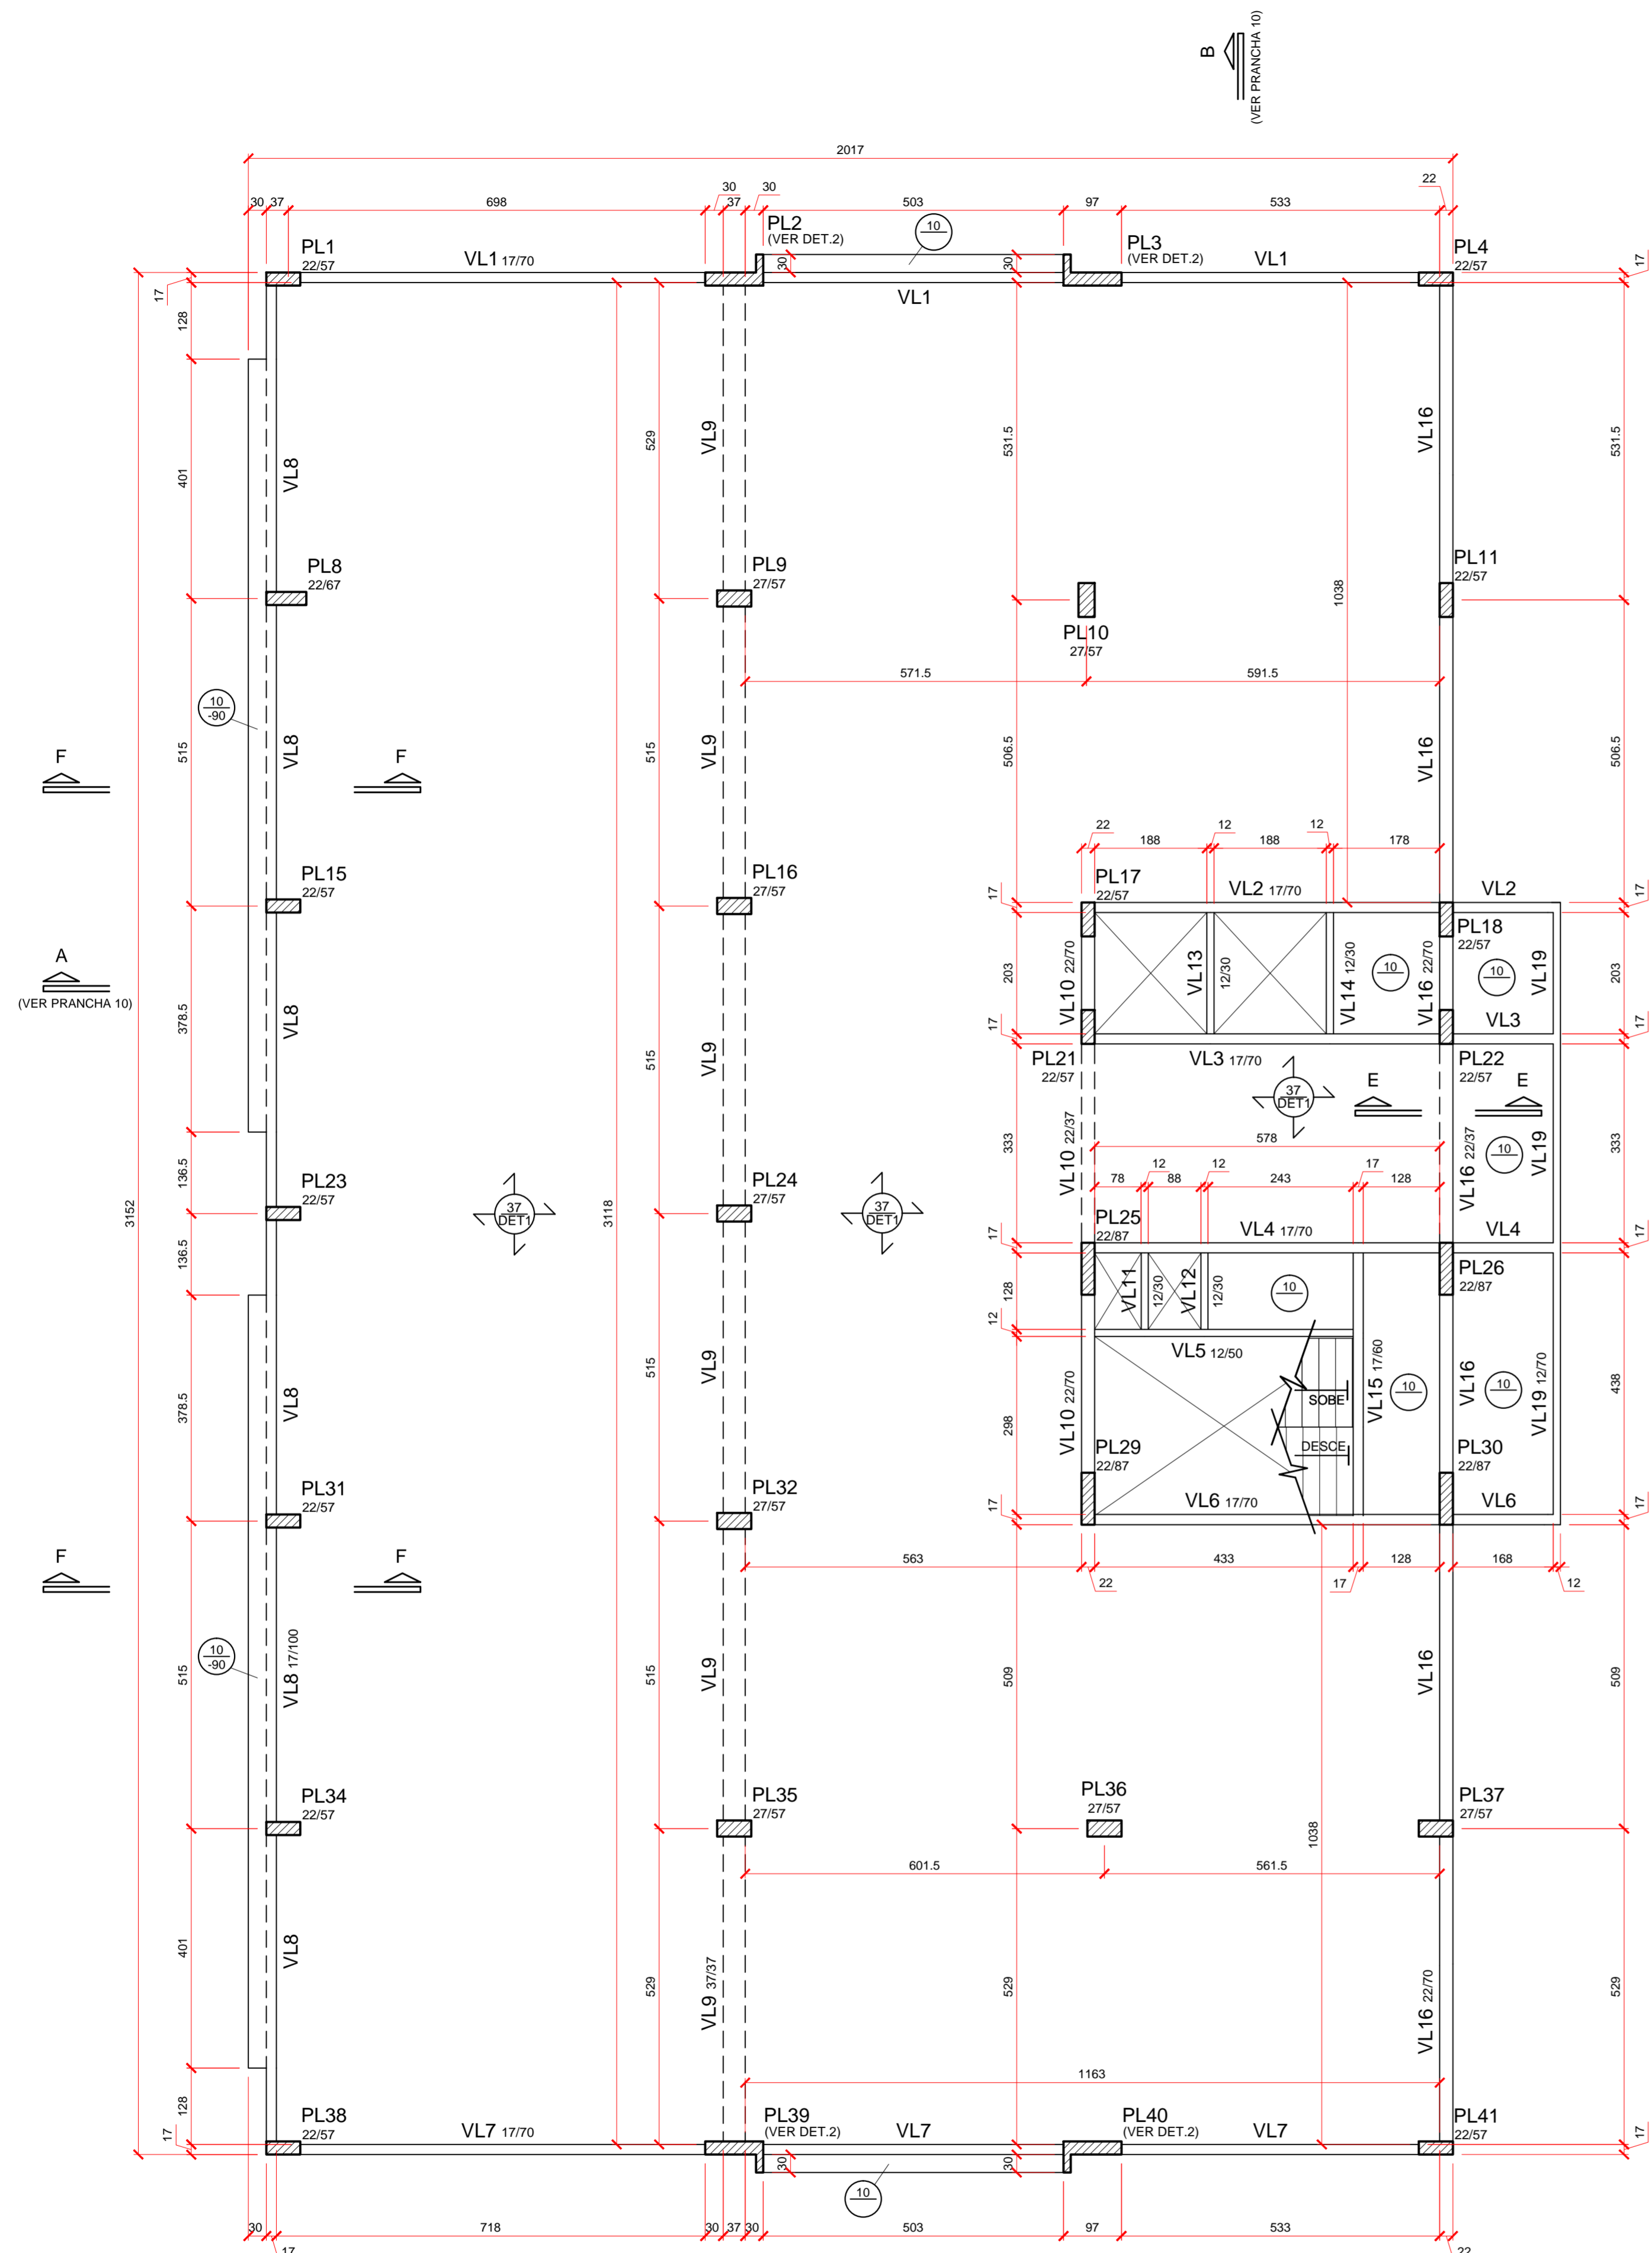 B
(VER PRANCHA 10)
2017
30 37 698 30 37 30 503 97 533 22
PL1
22/57
VL1 17/70
PL2
(VER DET.2)
10
PL3
(VER DET.2)
VL1
PL4
22/57
30
30
VL1
17
17
128
401
529
531.5
531.5
VL8
VL9
VL16
PL8
22/67
PL9
27/57
PL10
27/57
1038
PL11
22/57
571.5
591.5
10
-90
515
VL8
515
VL9
506.5
VL16
506.5
F
F
22
188
12
188
12
178
PL15
22/57
PL16
27/57
PL17
22/57
VL2 17/70
VL2
17
17
PL18
22/57
A
(VER PRANCHA 10)
378.5
VL8
203
VL10 22/70
VL13
12/30
VL14 12/30
10
VL16 22/70
10
VL19
203
VL3
17
17
515
VL9
PL21
22/57
VL3 17/70
PL22
22/57
37
DET1
E
E
333
VL10 22/37
578
VL16 22/37
10
VL19
333
136.5
78
12
88
12
243
17
128
3152
PL23
22/57
37
DET1
3118
PL24
27/57
37
DET1
PL25
22/87
VL4 17/70
VL4
17
17
136.5
128
VL11
12/30
VL12
12/30
10
PL26
22/87
12
378.5
VL8
515
VL9
VL5 12/50
SOBE
VL15 17/60
10
VL16
10
VL19 12/70
438
298
VL10 22/70
DESCE
PL29
22/87
PL30
22/87
PL31
22/57
PL32
27/57
17
VL6 17/70
VL6
17
F
F
563
22
433
17
128
168
12
10
-90
515
VL8 17/100
515
VL9
509
VL16
509
PL34
22/57
PL35
27/57
PL36
27/57
1038
PL37
27/57
601.5
561.5
401
VL8
529
VL9 37/37
529
VL16 22/70
529
1163
128
17
PL38
22/57
VL7 17/70
PL39
(VER DET.2)
VL7
PL40
(VER DET.2)
VL7
PL41
22/57
17
30
30
10
30 17 718 30 37 30 503 97 533 22